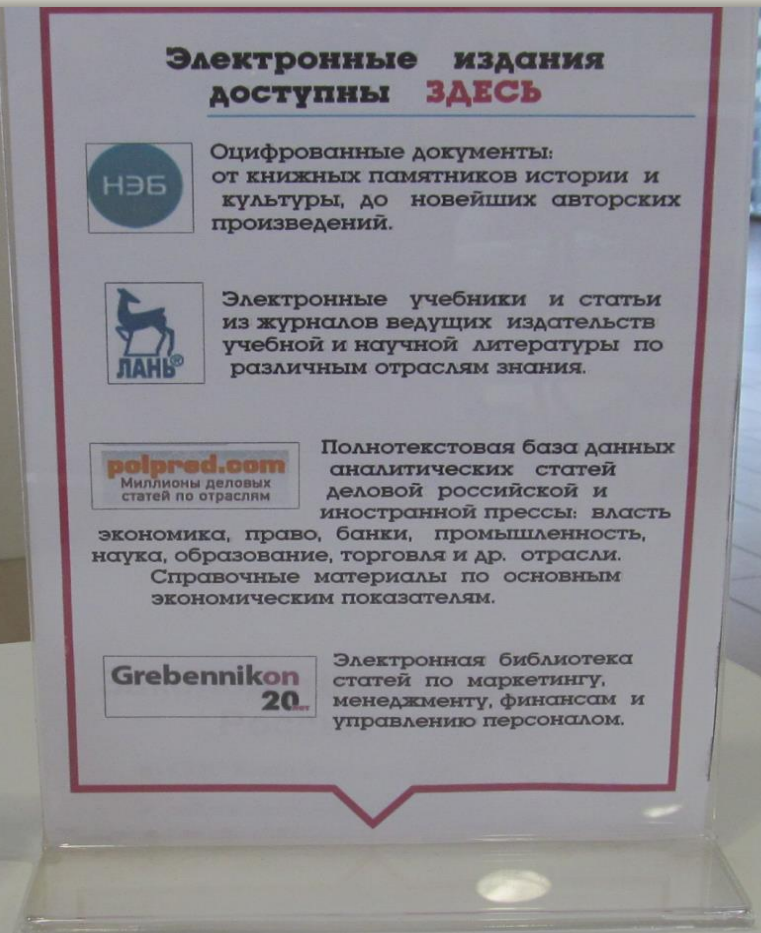 Электронные издания
доступны ЗДЕСЬ
НЭБ
Оцифрованные документы:
от книжных памятников истории и
культуры, до новейших авторских
произведений.
ЛАНЬ®
Электронные учебники и статьи
из журналов ведущих издательств
учебной и научной литературы по
различным отраслям знания.
polpred.com
Миллионы деловых
статей по отраслям
Полнотекстовая база данных
аналитических статей
деловой российской и
иностранной прессы: власть
экономика, право, банки, промышленность,
наука, образование, торговля и др. отрасли.
Справочные материалы по основным
экономическим показателям.
Grebennikon
20
Электронная библиотека
статей по маркетингу,
менеджменту, финансам и
управлению персоналом.